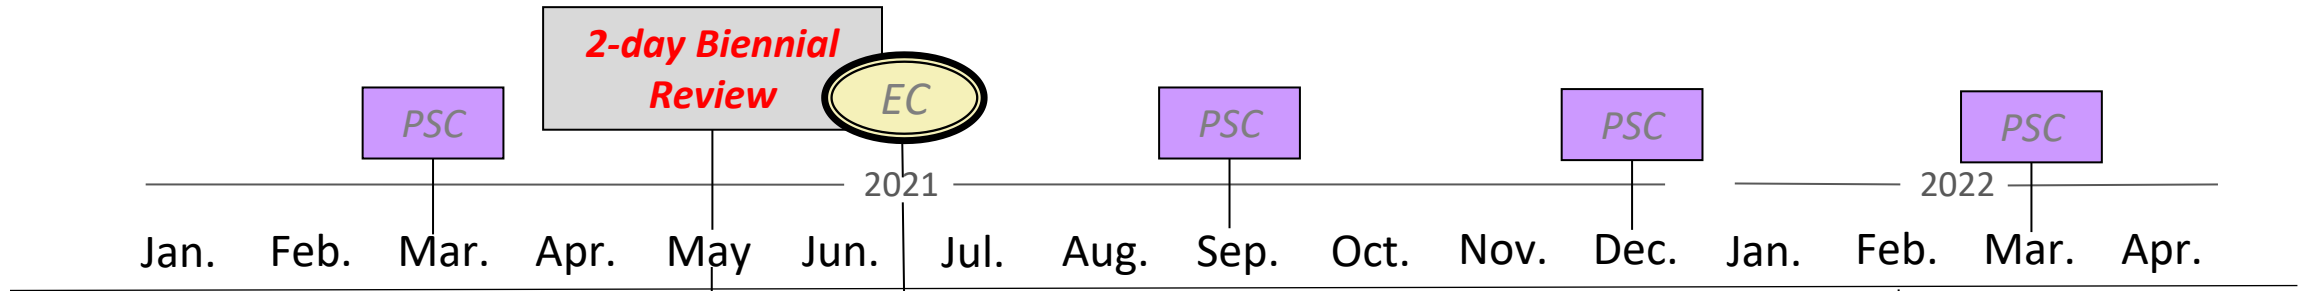 2-day Biennial
Review
EC
PSC
PSC
PSC
PSC
2021
2022
Jan. Feb. Mar. Apr. May Jun. Jul. Aug. Sep. Oct. Nov. Dec. Jan. Feb. Mar. Apr.